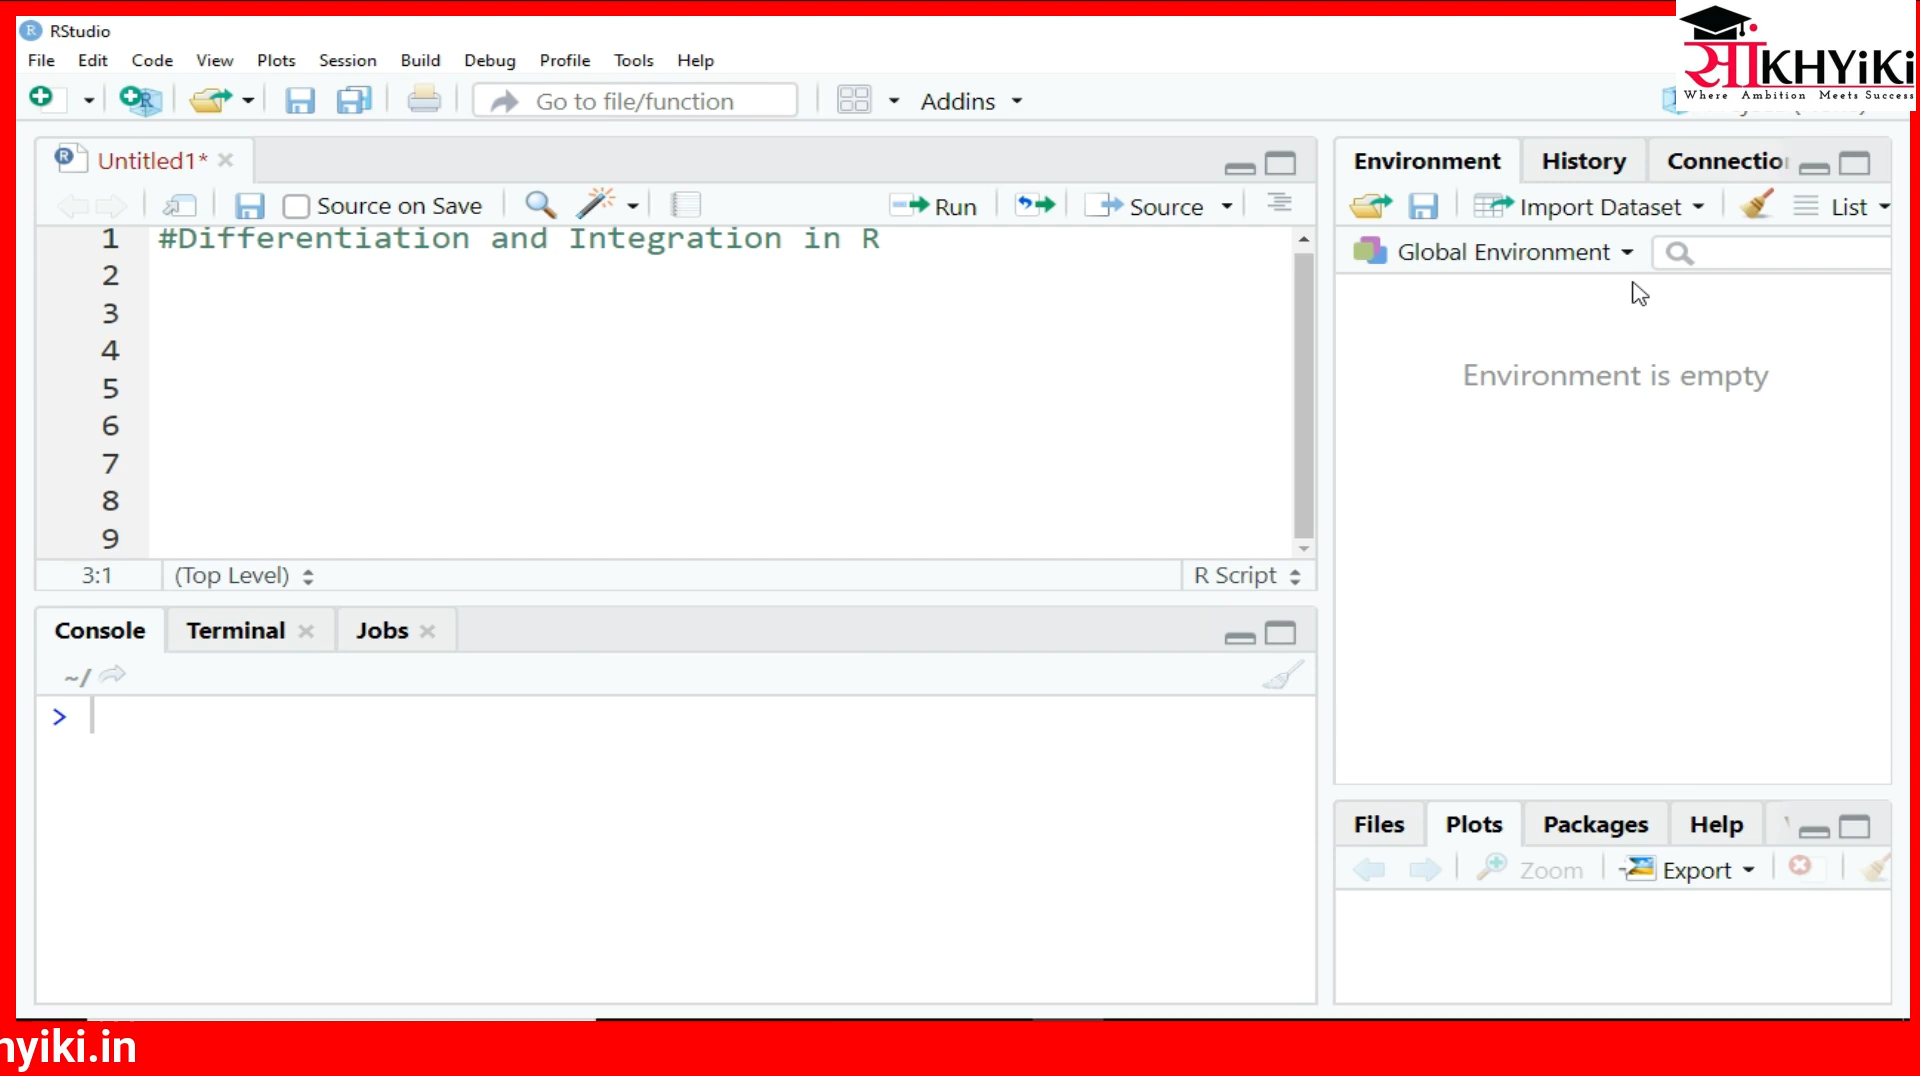 RStudio
सांKHYiKi
Where Ambition Meets Success
File Edit Code View Plots Session Build Debug Profile Tools Help
Go to file/function Addins
Untitled1*
Source on Save Run Source
1 #Differentiation and Integration in R
2
3
4
5
6
7
8
9
3:1 (Top Level) R Script
Console Terminal Jobs
~/
>
Environment History Connectio
Import Dataset List
Global Environment
Environment is empty
Files Plots Packages Help
Zoom Export
hyiki.in